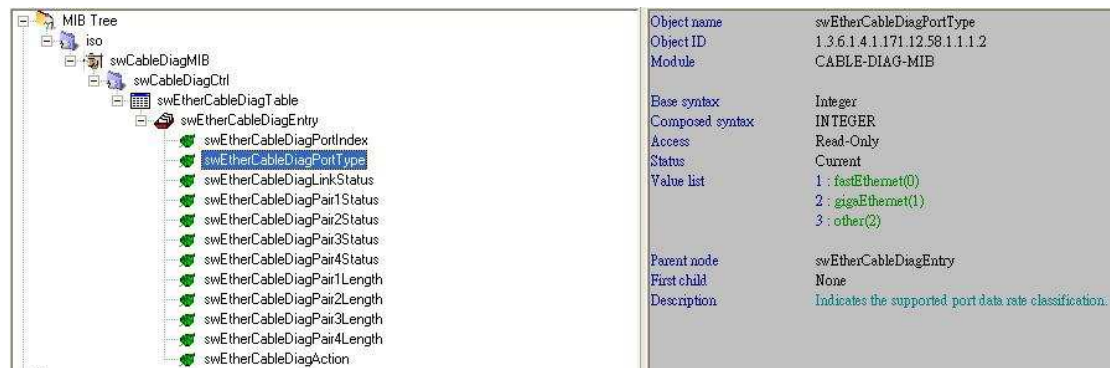 MIB Tree
iso
swCableDiagMIB
swCableDiagCtrl
swEtherCableDiagTable
swEtherCableDiagEntry
swEtherCableDiagPortIndex
swEtherCableDiagPortType
swEtherCableDiagLinkStatus
swEtherCableDiagPair1Status
swEtherCableDiagPair2Status
swEtherCableDiagPair3Status
swEtherCableDiagPair4Status
swEtherCableDiagPair1Length
swEtherCableDiagPair2Length
swEtherCableDiagPair3Length
swEtherCableDiagPair4Length
swEtherCableDiagAction
Object name swEtherCableDiagPortType
Object ID 1.3.6.1.4.1.171.12.58.1.1.1.2
Module CABLE-DIAG-MIB
Base syntax Integer
Composed syntax INTEGER
Access Read-Only
Status Current
Value list 1 : fastEthernet(0)
2 : gigaEthernet(1)
3 : other(2)
Parent node swEtherCableDiagEntry
First child None
Description Indicates the supported port data rate classification.